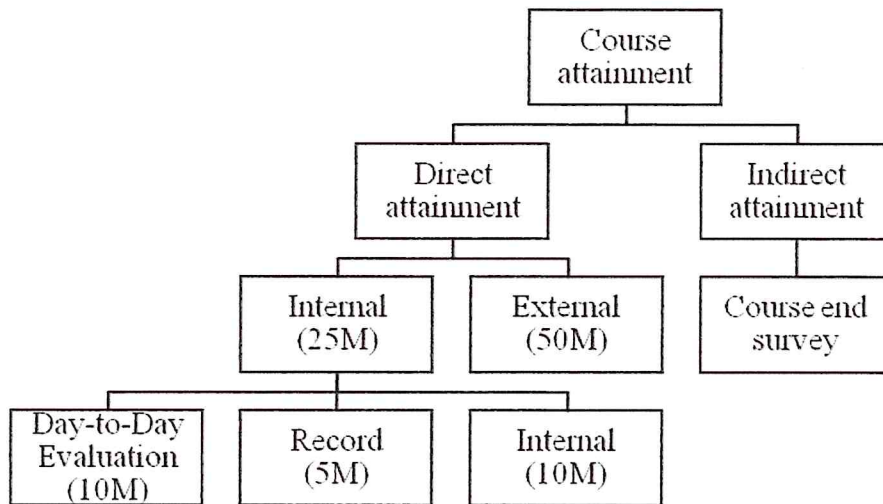 Course
attainment
Direct
attainment
Indirect
attainment
Internal
(25M)
External
(50M)
Course end
survey
Day-to-Day
Evaluation
(10M)
Record
(5M)
Internal
(10M)